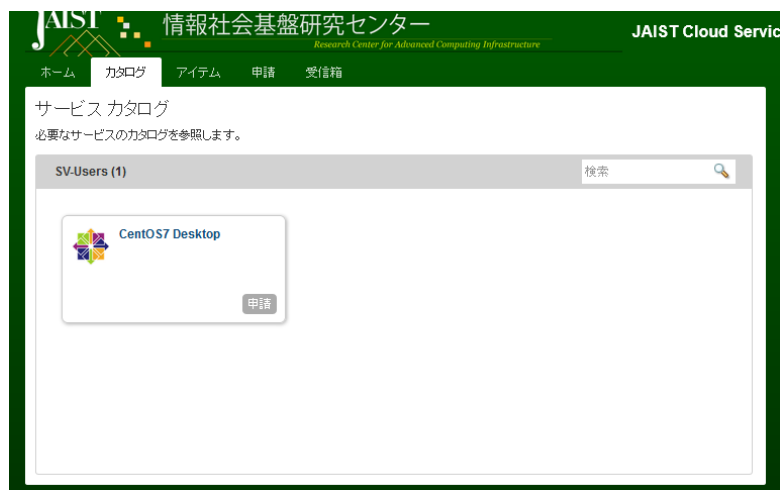 JAIST 情報社会基盤研究センター
Research Center for Advanced Computing Infrastructure
JAIST Cloud Servic
ホーム カタログ アイテム 申請 受信箱
サービス カタログ
必要なサービスのカタログを参照します。
SV-Users (1) 検索
CentOS7 Desktop
申請